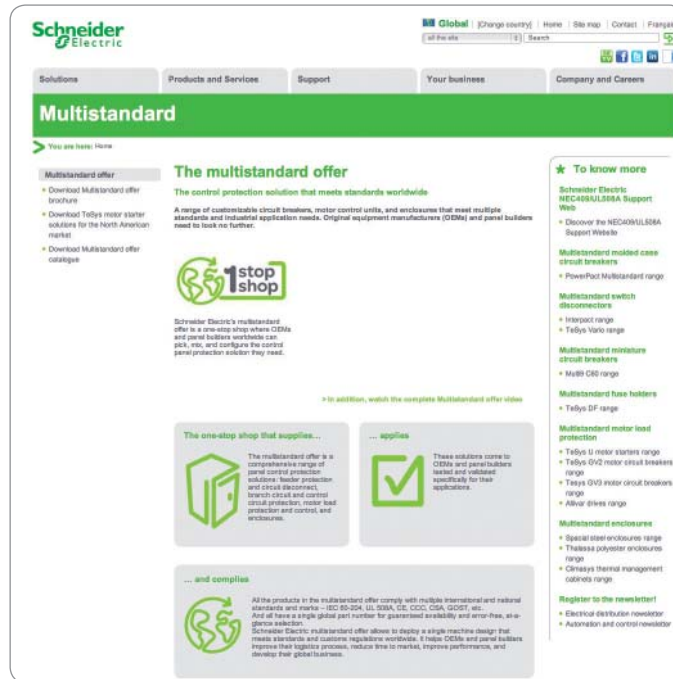 Schneider
Electric
Global | [Change country] | Home | Site map | Contact | Français
all the site Search
Solutions Products and Services Support Your business Company and Careers
Multistandard
You are here: Home
Multistandard offer
Download Multistandard offer
brochure
Download TeSys motor starter
solutions for the North American
market
Download Multistandard offer
catalogue
The multistandard offer
The control protection solution that meets standards worldwide
A range of customizable circuit breakers, motor control units, and enclosures that meet multiple
standards and industrial application needs. Original equipment manufacturers (OEMs) and panel builders
need to look no further.
1 stop
shop
Schneider Electric's multistandard
offer is a one-stop shop where OEMs
and panel builders worldwide can
pick, mix, and configure the control
panel protection solution they need.
> In addition, watch the complete Multistandard offer video
The one-stop shop that supplies…
The multistandard offer is a
comprehensive range of
panel control protection
solutions: feeder protection
and circuit disconnect,
branch circuit and control
circuit protection, motor load
protection and control, and
enclosures.
… applies
These solutions come to
OEMs and panel builders
tested and validated
specifically for their
applications.
… and complies
All the products in the multistandard offer comply with multiple international and national
standards and marks – IEC 60-204, UL 508A, CE, CCC, CSA, GOST, etc.
And all have a single global part number for guaranteed availability and error-free, at-a-
glance selection.
Schneider Electric multistandard offer allows to deploy a single machine design that
meets standards and customs regulations worldwide. It helps OEMs and panel builders
improve their logistics process, reduce time to market, improve performance, and
develop their global business.
To know more
Schneider Electric
NEC409/UL508A Support
Web
Discover the NEC409/UL508A
Support Website
Multistandard molded case
circuit breakers
PowerPact Multistandard range
Multistandard switch
disconnectors
Interpact range
TeSys Vario range
Multistandard miniature
circuit breakers
Multi9 C60 range
Multistandard fuse holders
TeSys DF range
Multistandard motor load
protection
TeSys U motor starters range
TeSys GV2 motor circuit breakers
range
Tesys GV3 motor circuit breakers
range
Altivar drives range
Multistandard enclosures
Spacial steel enclosures range
Thalassa polyester enclosures
range
Climasys thermal management
cabinets range
Register to the newsletter!
Electrical distribution newsletter
Automation and control newsletter